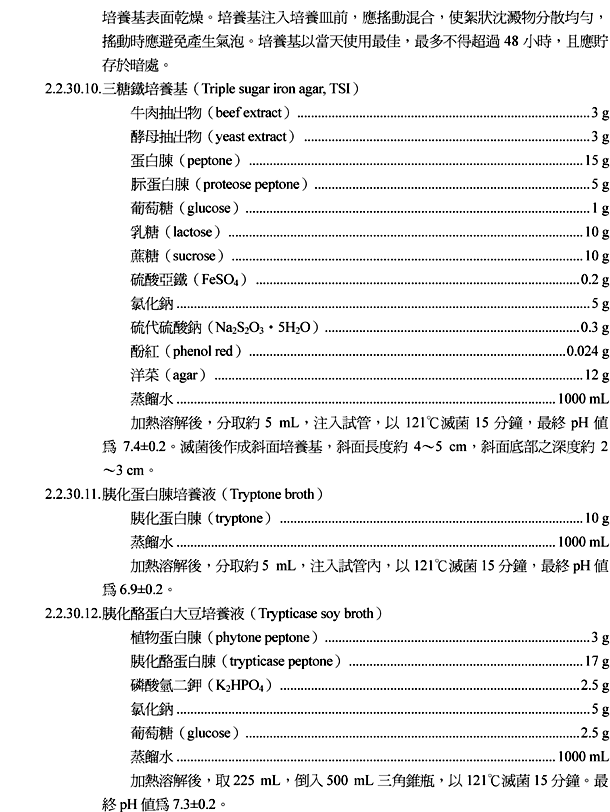 培養基表面乾燥。培養基注入培養皿前，應搖動混合，使絮狀沈澱物分散均勻，
搖動時應避免產生氣泡。培養基以當天使用最佳，最多不得超過 48 小時，且應貯
存於暗處。
2.2.30.10.三糖鐵培養基（Triple sugar iron agar, TSI）
牛肉抽出物（beef extract）...........3 g
酵母抽出物（yeast extract）...........3 g
蛋白腖（peptone）...........15 g
胨蛋白腖（proteose peptone）...........5 g
葡萄糖（glucose）...........1 g
乳糖（lactose）...........10 g
蔗糖（sucrose）...........10 g
硫酸亞鐵（FeSO₄）...........0.2 g
氯化鈉...........5 g
硫代硫酸鈉（Na₂S₂O₃・5H₂O）...........0.3 g
酚紅（phenol red）...........0.024 g
洋菜（agar）...........12 g
蒸餾水...........1000 mL
加熱溶解後，分取約 5 mL，注入試管，以 121℃滅菌 15 分鐘，最終 pH 值
爲 7.4±0.2。滅菌後作成斜面培養基，斜面長度約 4～5 cm，斜面底部之深度約 2
～3 cm。
2.2.30.11.胰化蛋白腖培養液（Tryptone broth）
胰化蛋白腖（tryptone）...........10 g
蒸餾水...........1000 mL
加熱溶解後，分取約 5 mL，注入試管內，以 121℃滅菌 15 分鐘，最終 pH 值
爲 6.9±0.2。
2.2.30.12.胰化酪蛋白大豆培養液（Trypticase soy broth）
植物蛋白腖（phytone peptone）...........3 g
胰化酪蛋白腖（trypticase peptone）...........17 g
磷酸氫二鉀（K₂HPO₄）...........2.5 g
氯化鈉...........5 g
葡萄糖（glucose）...........2.5 g
蒸餾水...........1000 mL
加熱溶解後，取 225 mL，倒入 500 mL 三角錐瓶，以 121℃滅菌 15 分鐘。最
終 pH 値爲 7.3±0.2。